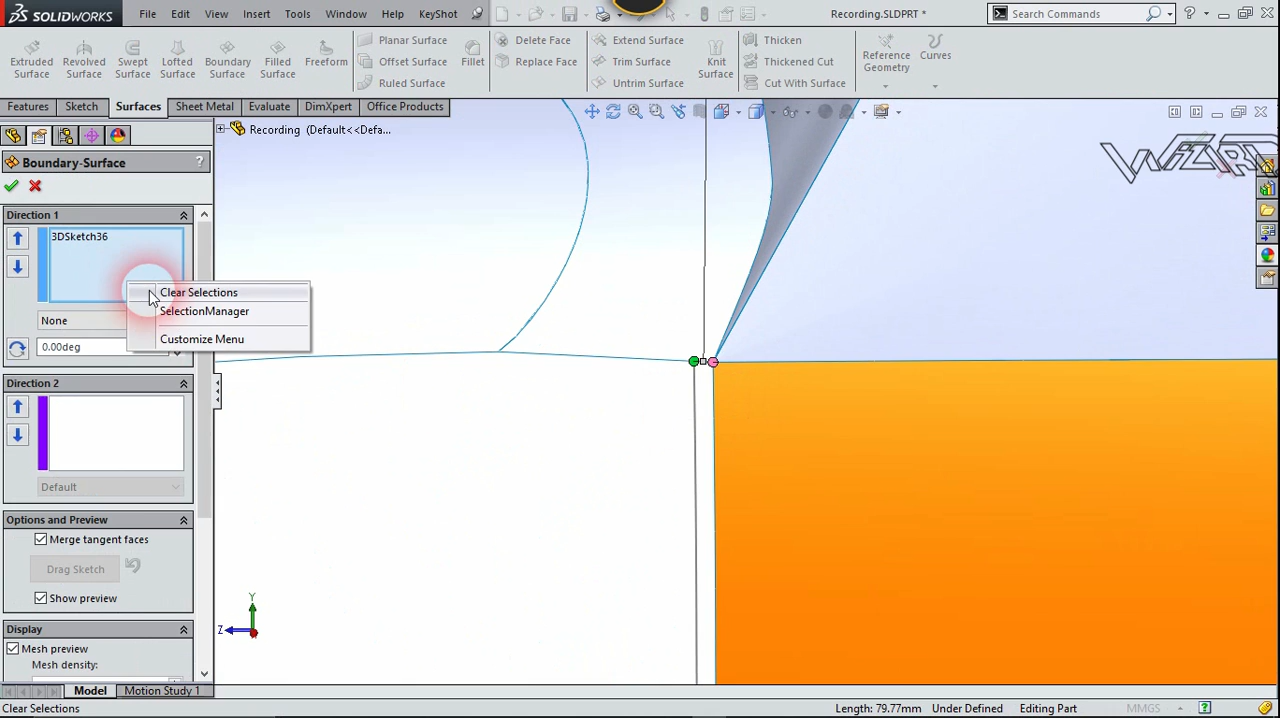 SOLIDWORKS File Edit View Insert Tools Window Help KeyShot Recording.SLDPRT * Search Commands
Extruded Surface
Revolved Surface
Swept Surface
Lofted Surface
Boundary Surface
Filled Surface
Freeform
Planar Surface
Offset Surface
Ruled Surface
Fillet
Delete Face
Replace Face
Extend Surface
Trim Surface
Untrim Surface
Knit Surface
Thicken
Thickened Cut
Cut With Surface
Reference Geometry
Curves
Features Sketch Surfaces Sheet Metal Evaluate DimXpert Office Products
Recording (Default<<Defa...
WIZARD
Boundary-Surface ?
Direction 1
3DSketch36
Clear Selections
SelectionManager
Customize Menu
None
0.00deg
Direction 2
Default
Options and Preview
Merge tangent faces
Drag Sketch
Show preview
Display
Mesh preview
Mesh density:
Y
Z
Model Motion Study 1
Clear Selections Length: 79.77mm Under Defined Editing Part MMGS ?